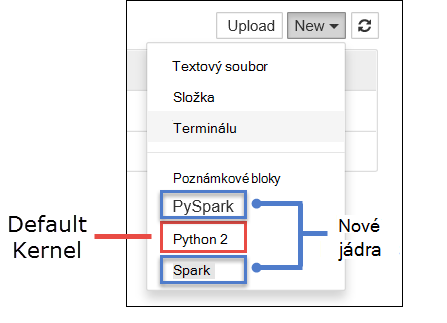 Upload New
Textový soubor
Složka
Terminálu
Poznámkové bloky
PySpark
Python 2
Spark
Default
Kernel
Nové
jádra